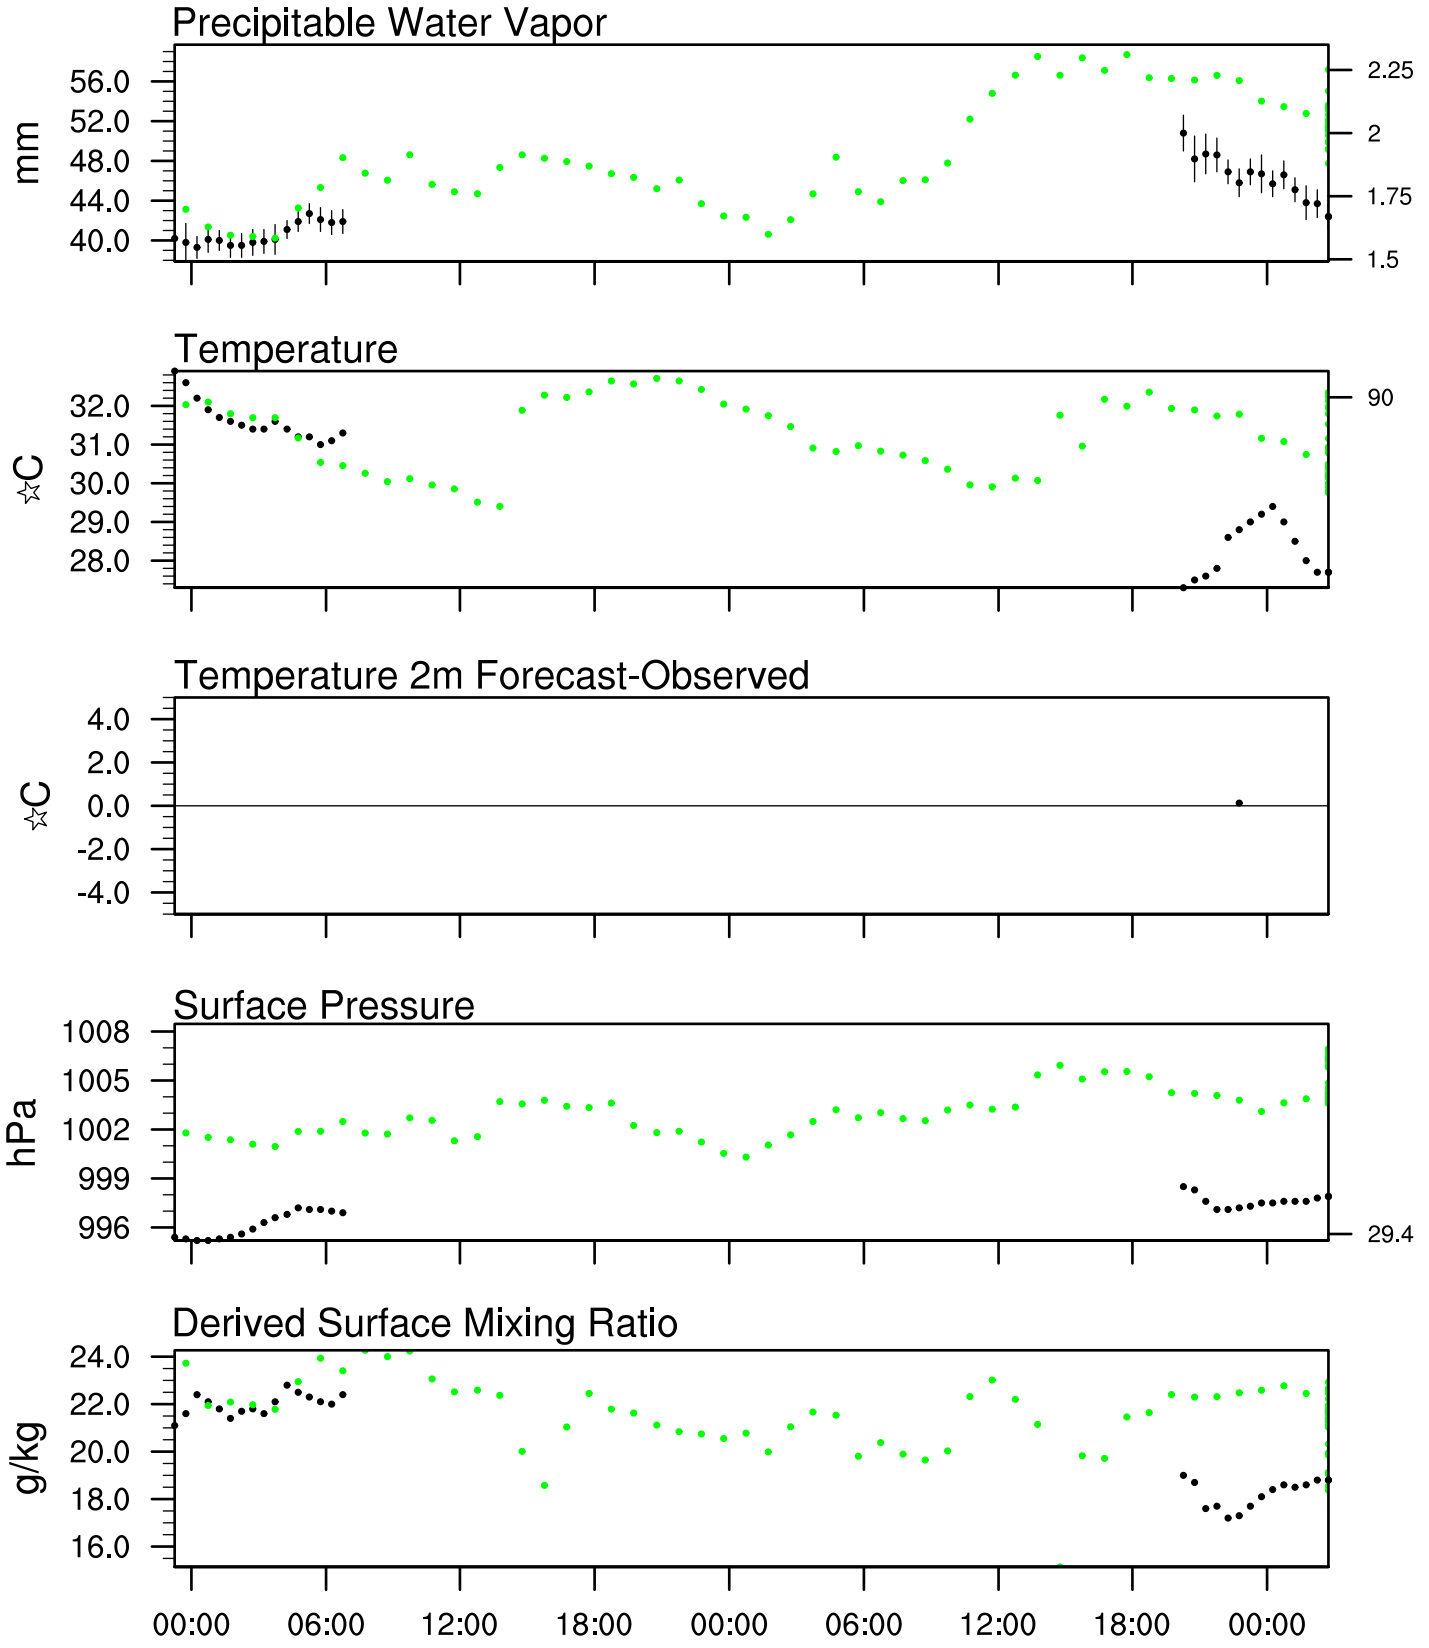 Precipitable Water Vapor
mm
56.0
52.0
48.0
44.0
40.0
2.25
2
1.75
1.5
Temperature
☆C
32.0
31.0
30.0
29.0
28.0
90
Temperature 2m Forecast-Observed
☆C
4.0
2.0
0.0
-2.0
-4.0
Surface Pressure
hPa
1008
1005
1002
999
996
29.4
Derived Surface Mixing Ratio
g/kg
24.0
22.0
20.0
18.0
16.0
00:00 06:00 12:00 18:00 00:00 06:00 12:00 18:00 00:00